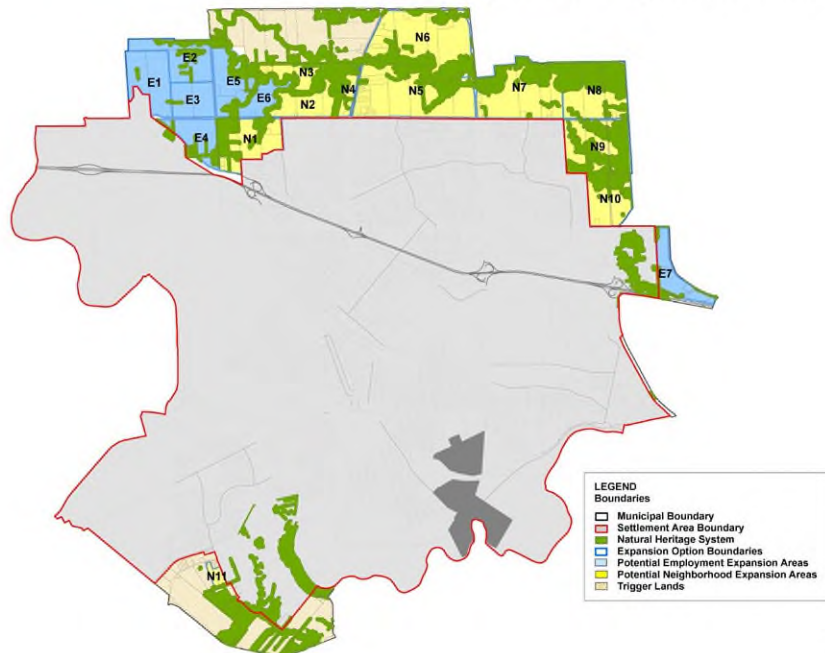 N6
E2
E1
E5
N3
E3
E6
N4
N5
N7
N8
N2
E4
N1
N9
N10
E7
LEGEND
Boundaries
Municipal Boundary
Settlement Area Boundary
Natural Heritage System
Expansion Option Boundaries
Potential Employment Expansion Areas
Potential Neighborhood Expansion Areas
Trigger Lands
N11